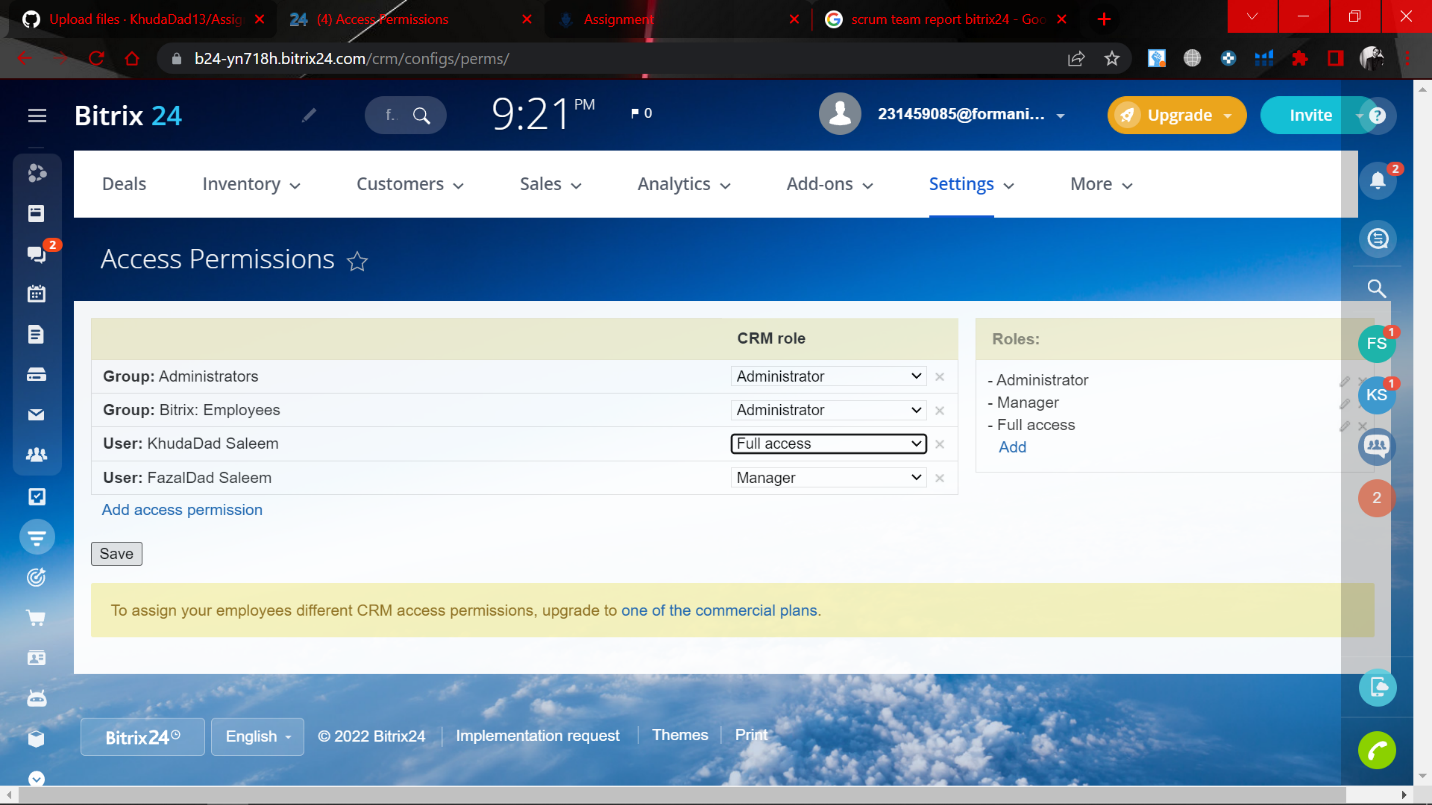 Upload files · KhudaDad13/Assig
24 (4) Access Permissions
Assignment
scrum team report bitrix24 - Goo
b24-yn718h.bitrix24.com/crm/configs/perms/
Bitrix 24
f.
9:21 PM
0
231459085@formani...
Upgrade
Invite
?
Deals
Inventory
Customers
Sales
Analytics
Add-ons
Settings
More
2
2
Access Permissions
CRM role
Roles:
Group: Administrators
Administrator
Group: Bitrix: Employees
Administrator
User: KhudaDad Saleem
Full access
User: FazalDad Saleem
Manager
- Administrator
- Manager
- Full access
Add
FS
1
KS
1
2
Add access permission
Save
To assign your employees different CRM access permissions, upgrade to one of the commercial plans.
Bitrix24
English
© 2022 Bitrix24
Implementation request
Themes
Print